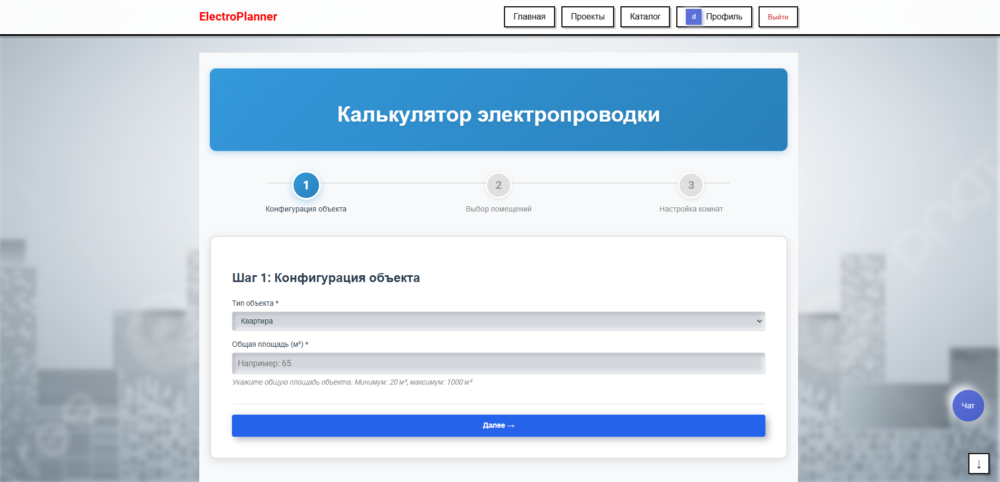 ElectroPlanner
Главная
Проекты
Каталог
d Профиль
Выйти
Калькулятор электропроводки
1
2
3
Конфигурация объекта
Выбор помещений
Настройка комнат
Шаг 1: Конфигурация объекта
Тип объекта *
Квартира
Общая площадь (м²) *
Например: 65
Укажите общую площадь объекта. Минимум: 20 м², максимум: 1000 м²
Далее →
Чат
↓